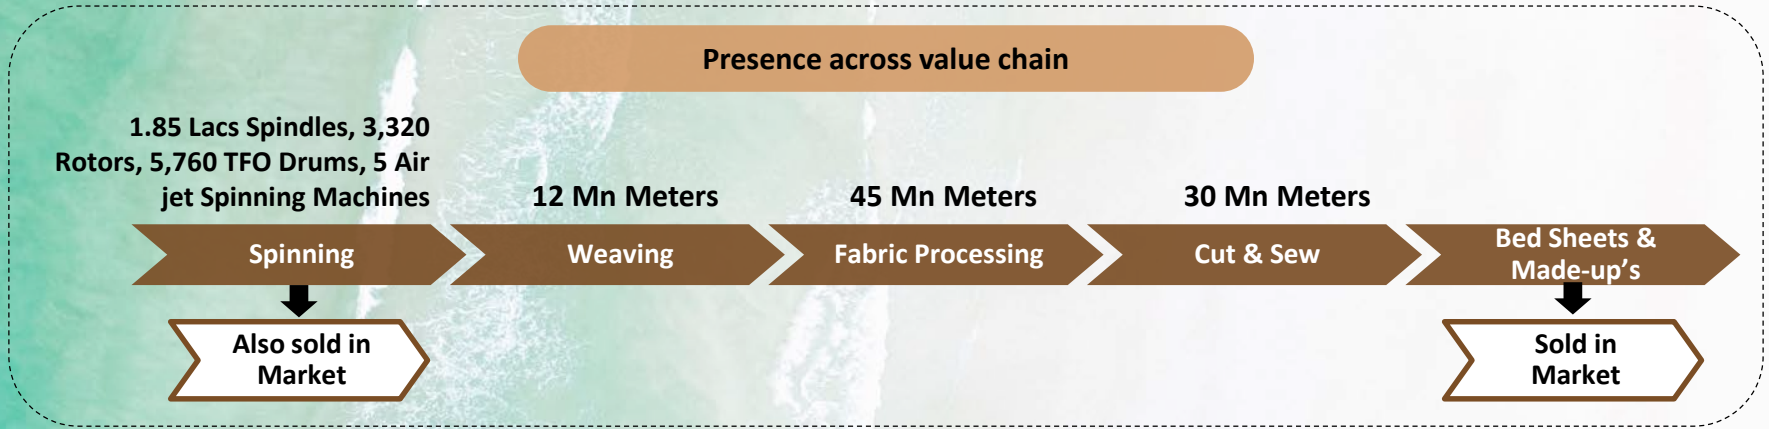 Presence across value chain
1.85 Lacs Spindles, 3,320
Rotors, 5,760 TFO Drums, 5 Air
jet Spinning Machines
12 Mn Meters
45 Mn Meters
30 Mn Meters
Spinning
Weaving
Fabric Processing
Cut & Sew
Bed Sheets &
Made-up’s
Also sold in
Market
Sold in
Market